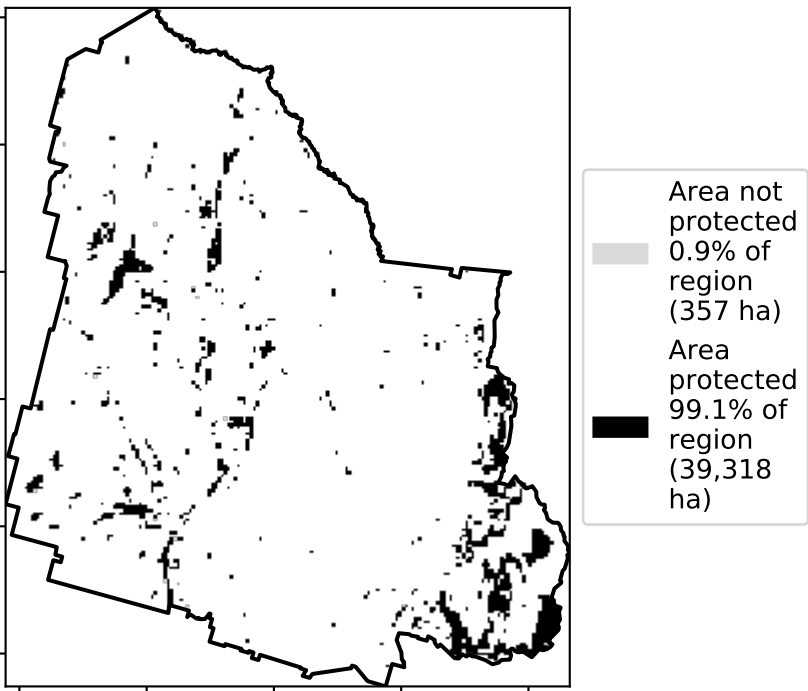 Area not
protected
0.9% of
region
(357 ha)
Area
protected
99.1% of
region
(39,318
ha)